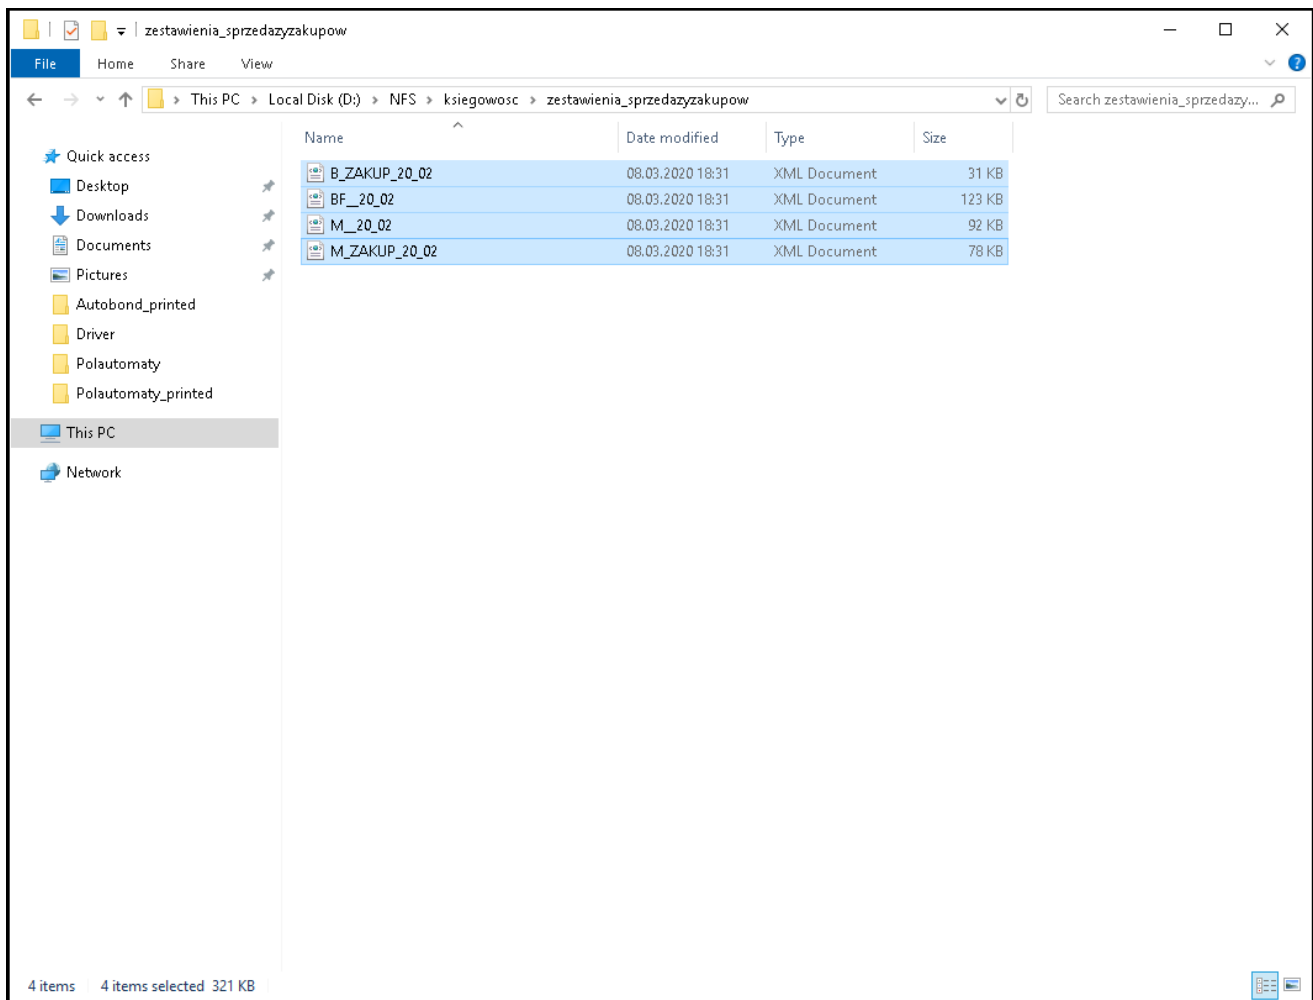 zestawienia_sprzedazyzakupow
File Home Share View
This PC > Local Disk (D:) > NFS > ksiegowosc > zestawienia_sprzedazyzakupow
Search zestawienia_sprzedazy...
Name Date modified Type Size
Quick access
Desktop
Downloads
Documents
Pictures
Autobond_printed
Driver
Polautomaty
Polautomaty_printed
This PC
Network
B_ZAKUP_20_02 08.03.2020 18:31 XML Document 31 KB
BF__20_02 08.03.2020 18:31 XML Document 123 KB
M__20_02 08.03.2020 18:31 XML Document 92 KB
M_ZAKUP_20_02 08.03.2020 18:31 XML Document 78 KB
4 items 4 items selected 321 KB